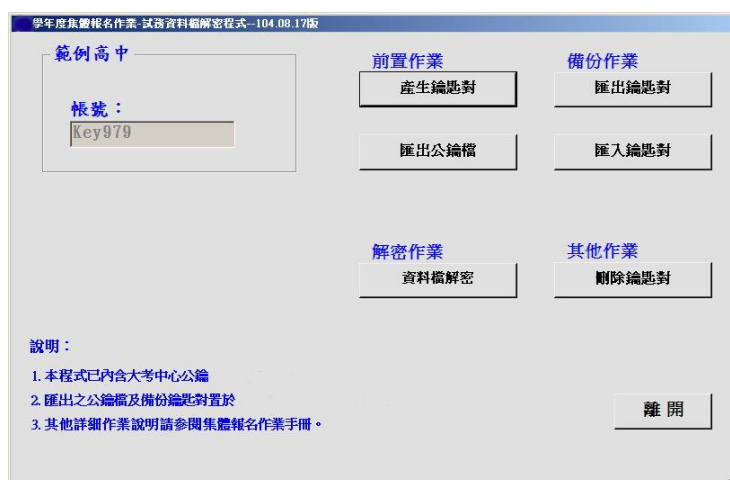 學年度集體報名作業-試務資料檔解密程式--104.08.17版
範例高中
帳號：
Key979
前置作業
產生鑰匙對
匯出公鑰檔
備份作業
匯出鑰匙對
匯入鑰匙對
解密作業
資料檔解密
其他作業
刪除鑰匙對
說明：
1. 本程式已內含大考中心公鑰
2. 匯出之公鑰檔及備份鑰匙對置於
3. 其他詳細作業說明請參閱集體報名作業手冊。
離開